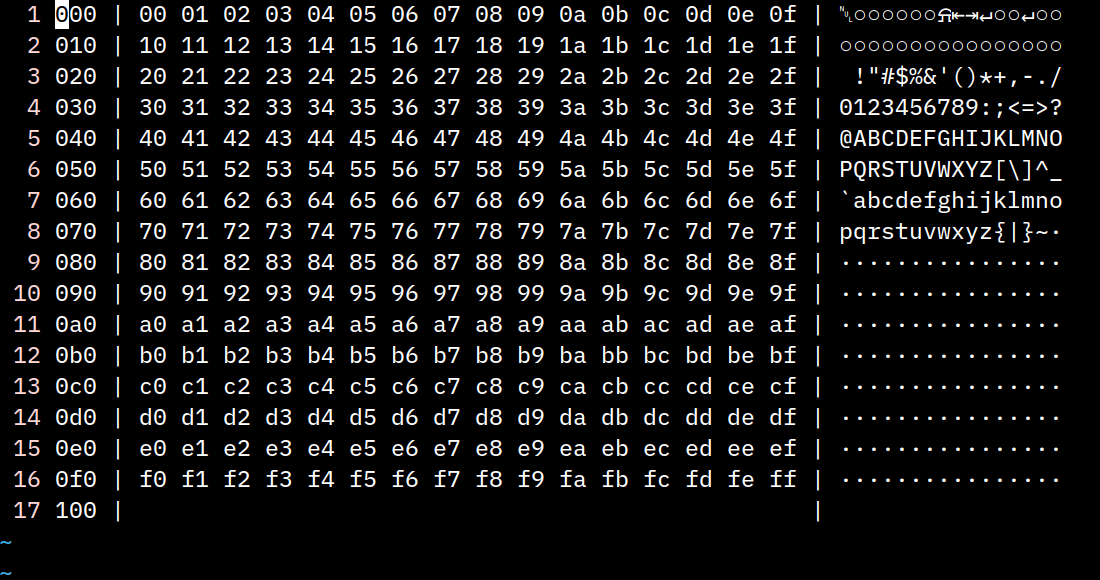 1 000 | 00 01 02 03 04 05 06 07 08 09 0a 0b 0c 0d 0e 0f | ␀○○○○○○⍾⇤⇥↵○○↵○○
2 010 | 10 11 12 13 14 15 16 17 18 19 1a 1b 1c 1d 1e 1f | ○○○○○○○○○○○○○○○○
3 020 | 20 21 22 23 24 25 26 27 28 29 2a 2b 2c 2d 2e 2f |  !"#$%&'()*+,-./
4 030 | 30 31 32 33 34 35 36 37 38 39 3a 3b 3c 3d 3e 3f | 0123456789:;<=>?
5 040 | 40 41 42 43 44 45 46 47 48 49 4a 4b 4c 4d 4e 4f | @ABCDEFGHIJKLMNO
6 050 | 50 51 52 53 54 55 56 57 58 59 5a 5b 5c 5d 5e 5f | PQRSTUVWXYZ[\]^_
7 060 | 60 61 62 63 64 65 66 67 68 69 6a 6b 6c 6d 6e 6f | `abcdefghijklmno
8 070 | 70 71 72 73 74 75 76 77 78 79 7a 7b 7c 7d 7e 7f | pqrstuvwxyz{|}~·
9 080 | 80 81 82 83 84 85 86 87 88 89 8a 8b 8c 8d 8e 8f | ················
10 090 | 90 91 92 93 94 95 96 97 98 99 9a 9b 9c 9d 9e 9f | ················
11 0a0 | a0 a1 a2 a3 a4 a5 a6 a7 a8 a9 aa ab ac ad ae af | ················
12 0b0 | b0 b1 b2 b3 b4 b5 b6 b7 b8 b9 ba bb bc bd be bf | ················
13 0c0 | c0 c1 c2 c3 c4 c5 c6 c7 c8 c9 ca cb cc cd ce cf | ················
14 0d0 | d0 d1 d2 d3 d4 d5 d6 d7 d8 d9 da db dc dd de df | ················
15 0e0 | e0 e1 e2 e3 e4 e5 e6 e7 e8 e9 ea eb ec ed ee ef | ················
16 0f0 | f0 f1 f2 f3 f4 f5 f6 f7 f8 f9 fa fb fc fd fe ff | ················
17 100 | |
~
~